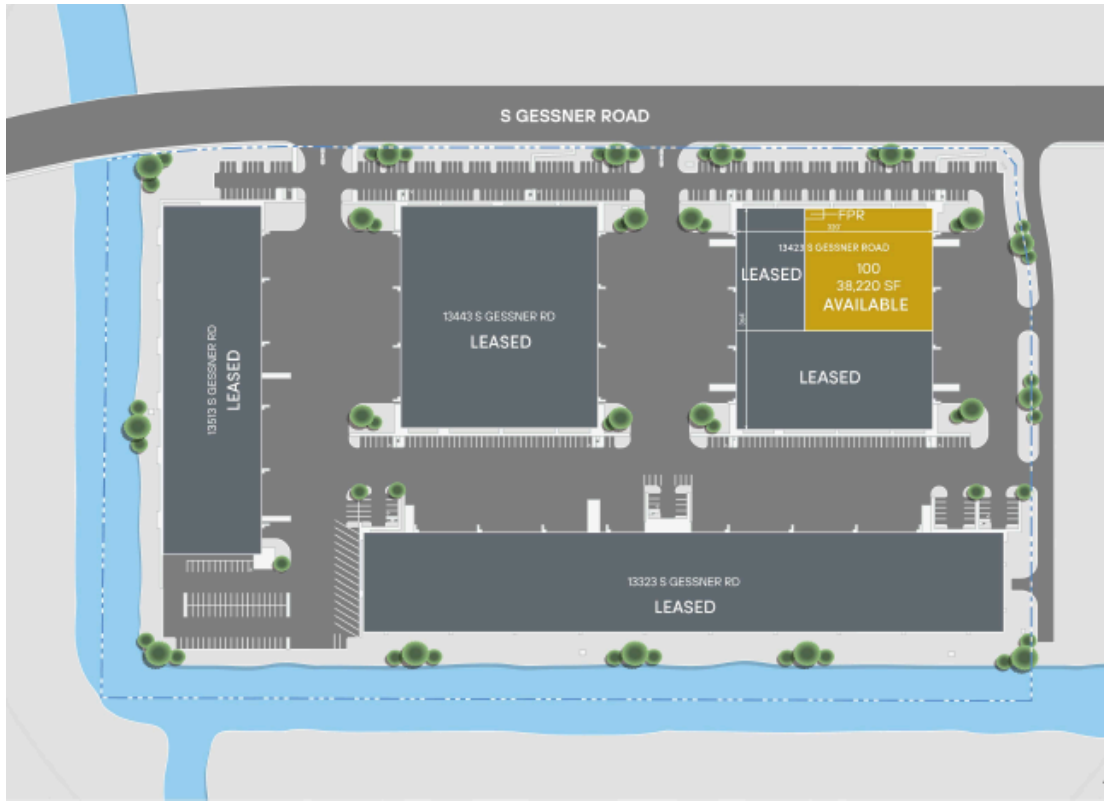 S GESSNER ROAD
13513 S GESSNER RD
LEASED
13443 S GESSNER RD
LEASED
FPR
13423 S GESSNER ROAD
LEASED
100
38,220 SF
AVAILABLE
LEASED
13323 S GESSNER RD
LEASED